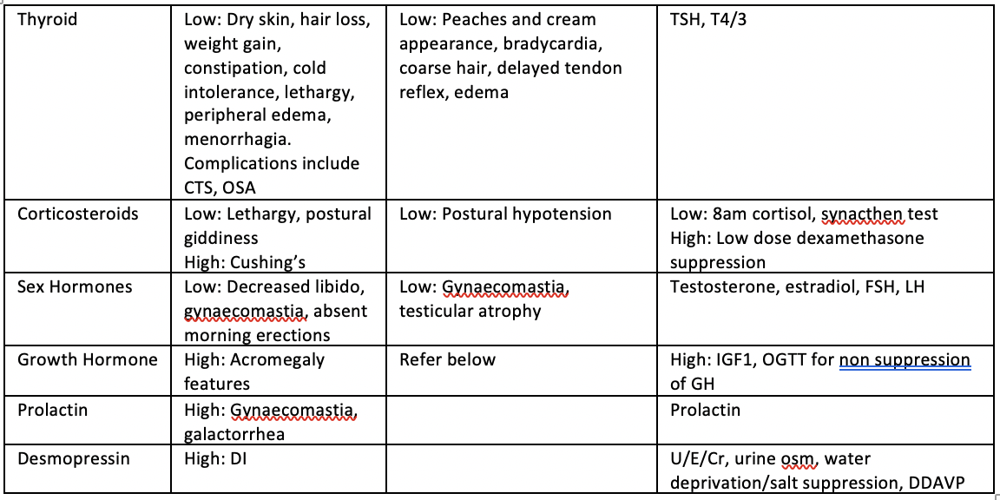 Thyroid
Low: Dry skin, hair loss,
weight gain,
constipation, cold
intolerance, lethargy,
peripheral edema,
menorrhagia.
Complications include
CTS, OSA
Low: Peaches and cream
appearance, bradycardia,
coarse hair, delayed tendon
reflex, edema
TSH, T4/3
Corticosteroids
Low: Lethargy, postural
giddiness
High: Cushing’s
Low: Postural hypotension
Low: 8am cortisol, synacthen test
High: Low dose dexamethasone
suppression
Sex Hormones
Low: Decreased libido,
gynaecomastia, absent
morning erections
Low: Gynaecomastia,
testicular atrophy
Testosterone, estradiol, FSH, LH
Growth Hormone
High: Acromegaly
features
Refer below
High: IGF1, OGTT for non suppression
of GH
Prolactin
High: Gynaecomastia,
galactorrhea
Prolactin
Desmopressin
High: DI
U/E/Cr, urine osm, water
deprivation/salt suppression, DDAVP